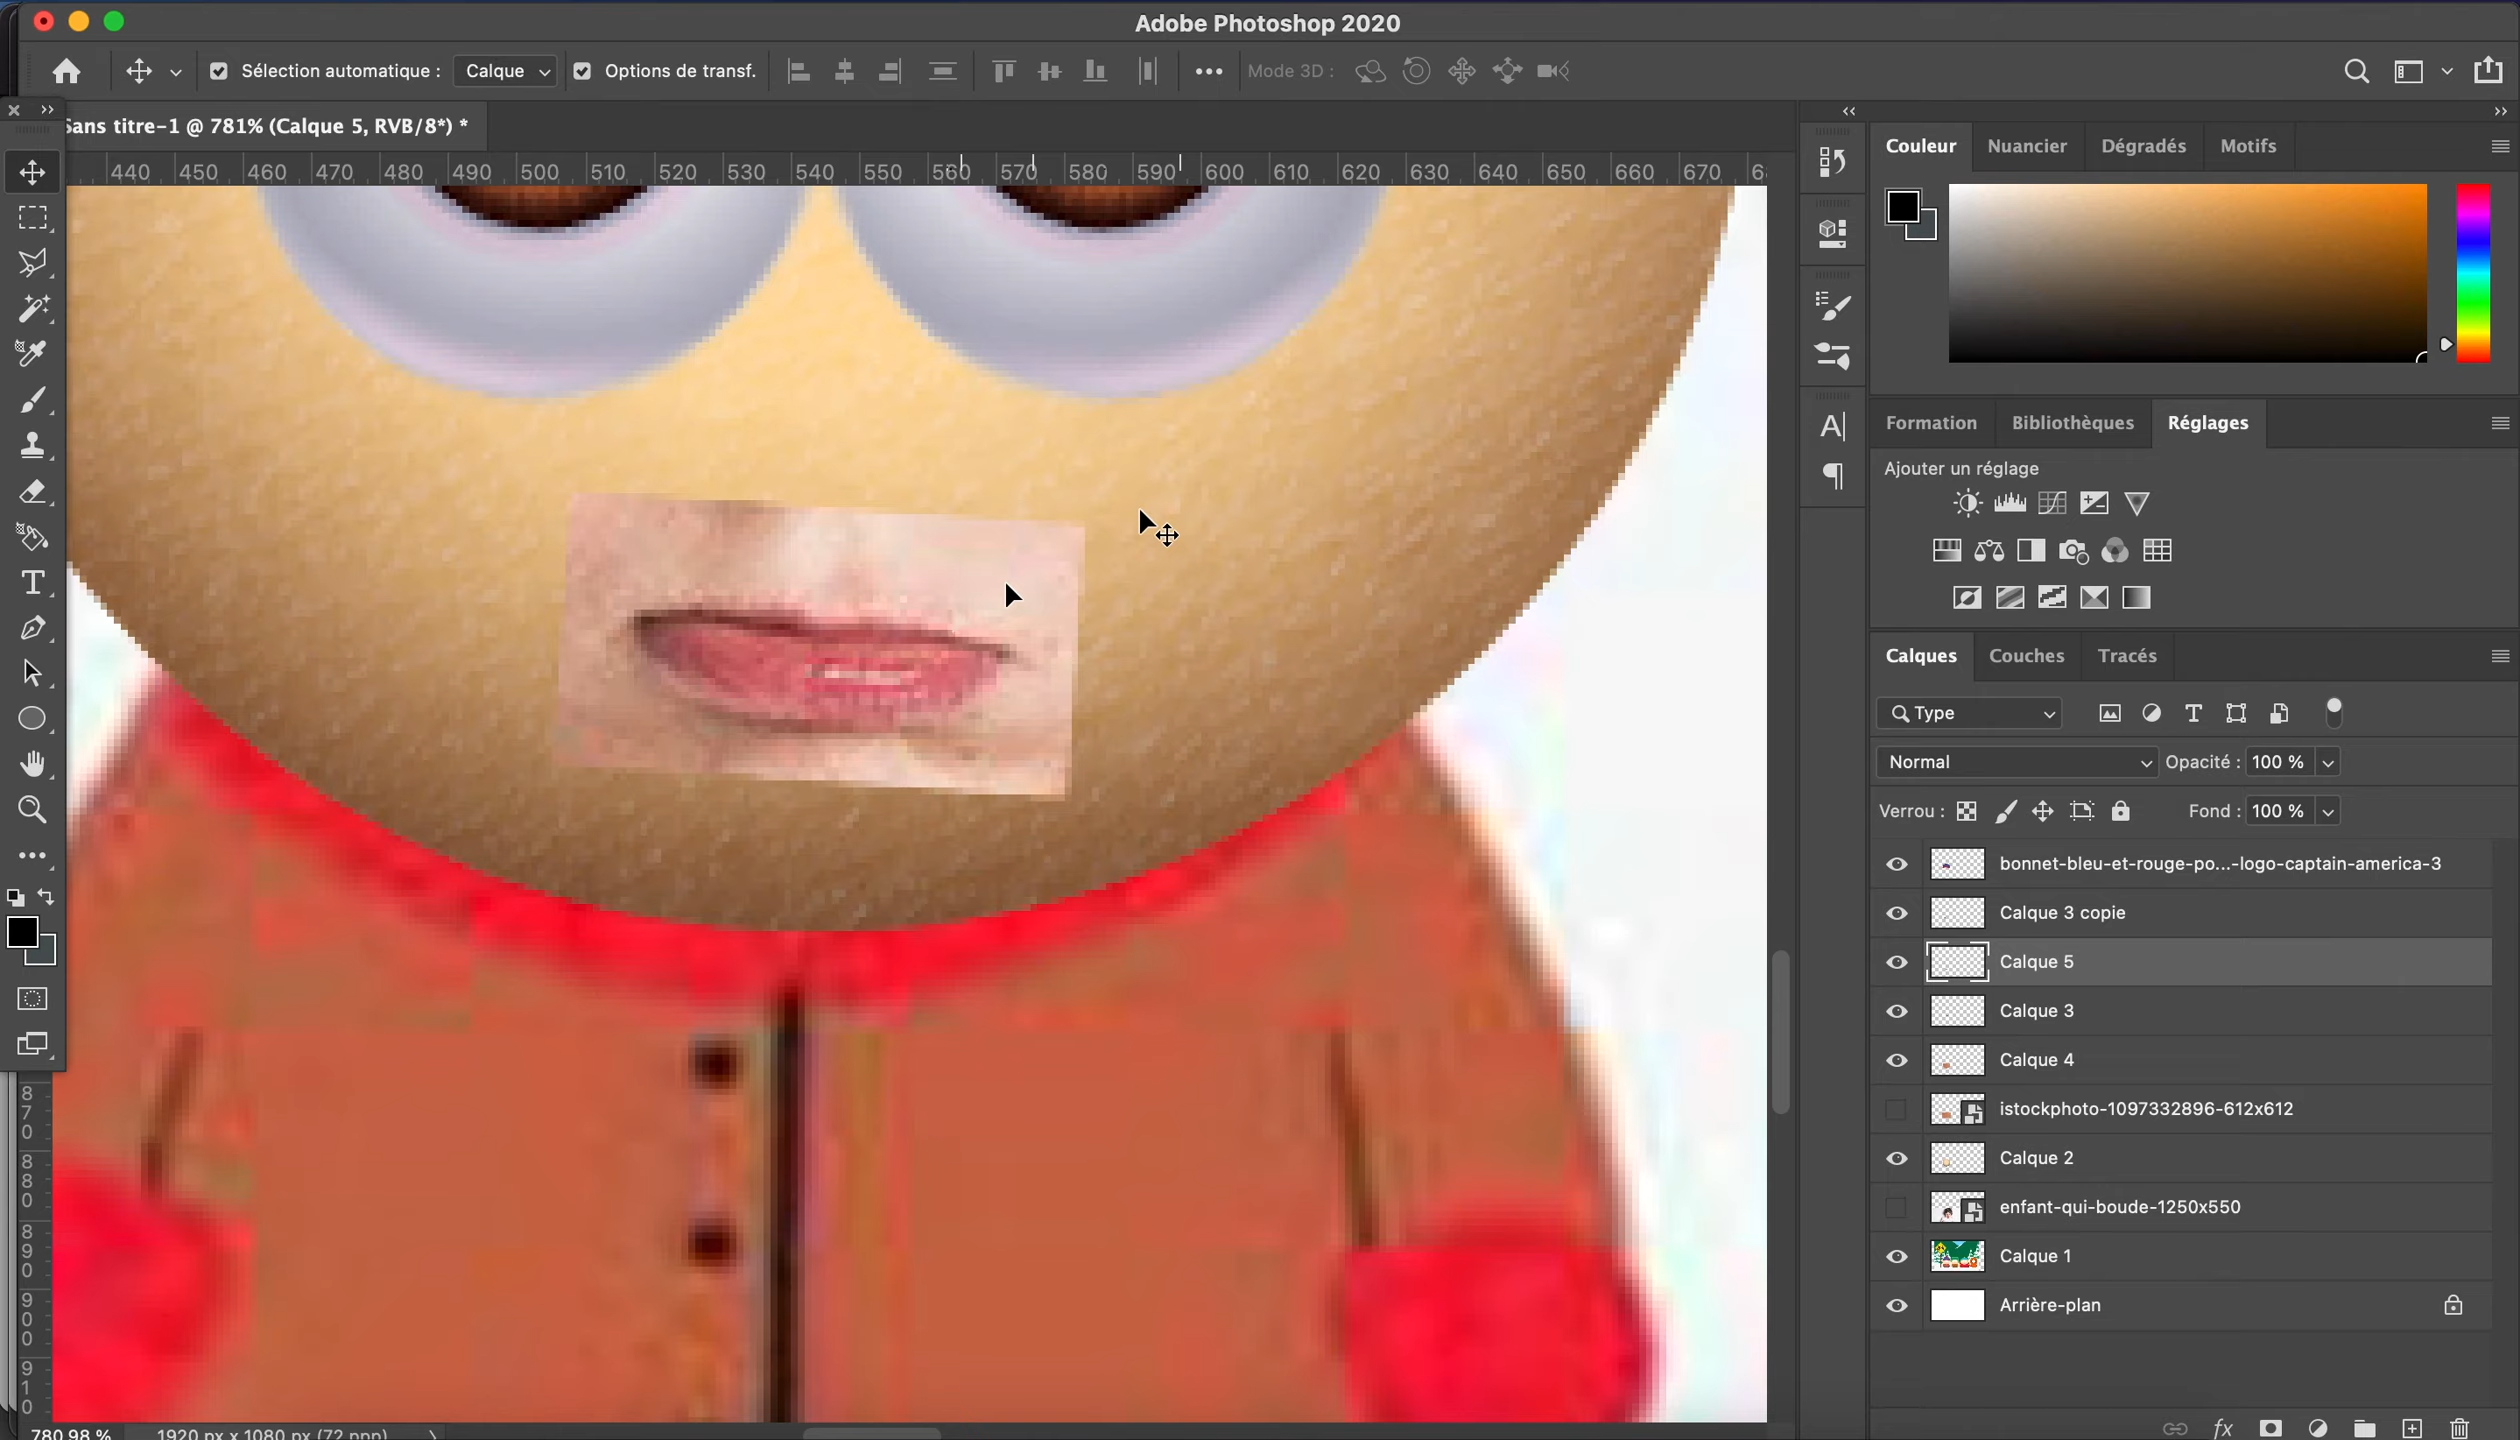 Adobe Photoshop 2020
Sélection automatique :
Calque
Options de transf.
Mode 3D :
Sans titre-1 @ 781% (Calque 5, RVB/8*) *
440 450 460 470 480 490 500 510 520 530 540 550 560 570 580 590 600 610 620 630 640 650 660 670
Couleur Nuancier Dégradés Motifs
Formation Bibliothèques Réglages
Ajouter un réglage
Calques Couches Tracés
Type
Normal
Opacité : 100 %
Verrou :
Fond : 100 %
bonnet-bleu-et-rouge-po...-logo-captain-america-3
Calque 3 copie
Calque 5
Calque 3
Calque 4
istockphoto-1097332896-612x612
Calque 2
enfant-qui-boude-1250x550
Calque 1
Arrière-plan
870
880
890
900
910
780,98 %
1920 px x 1080 px (72 ppp)